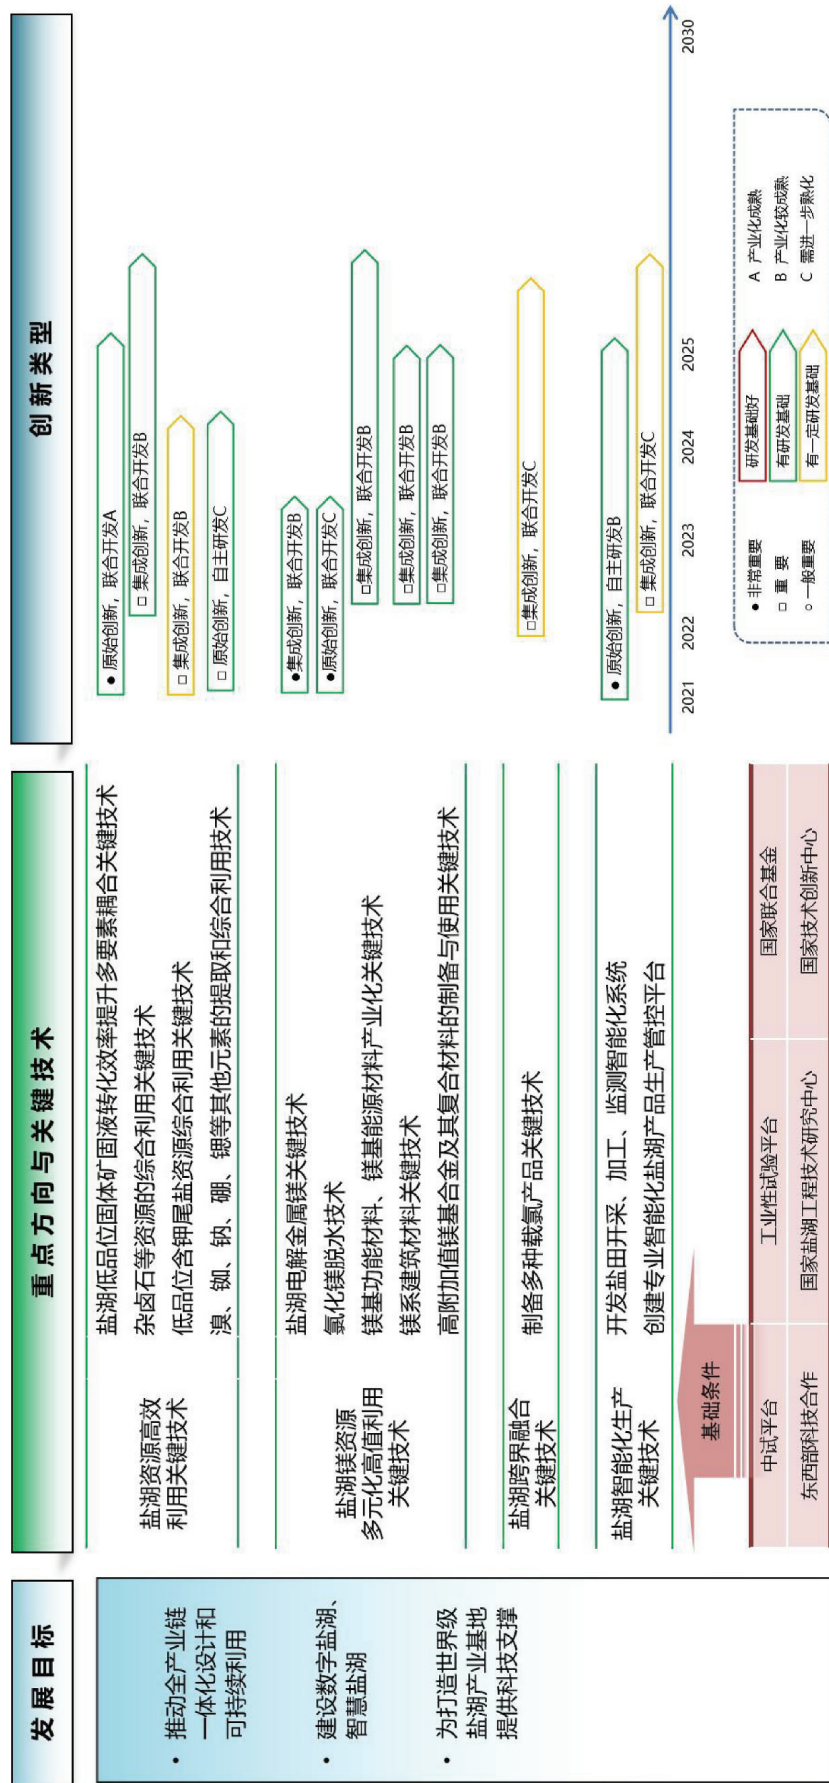 发展目标
• 推动全产业链
一体化设计和
可持续利用
• 建设数字盐湖、
智慧盐湖
• 为打造世界级
盐湖产业基地
提供科技支撑
重点方向与关键技术
盐湖资源高效
利用关键技术
盐湖低品位固体矿固液转化效率提升多要素耦合关键技术
杂卤石等资源的综合利用关键技术
低品位含钾尾盐资源综合利用关键技术
溴、铷、钠、硼、锶等其他元素的提取和综合利用技术
盐湖镁资源
多元化高值利用
关键技术
盐湖电解金属镁关键技术
氯化镁脱水技术
镁基功能材料、镁基能源材料产业化关键技术
镁系建筑材料关键技术
高附加值镁基合金及其复合材料的制备与使用关键技术
盐湖跨界融合
关键技术
制备多种载氯产品关键技术
盐湖智能化生产
关键技术
开发盐田开采、加工、监测智能化系统
创建专业智能化盐湖产品生产管控平台
基础条件
中试平台
工业性试验平台
国家联合基金
东西部科技合作
国家盐湖工程技术研究中心
国家技术创新中心
创新类型
● 原始创新，联合开发A
□ 集成创新，联合开发B
□ 集成创新，联合开发B
□ 原始创新，自主研发C
●集成创新，联合开发B
●原始创新，联合开发C
□集成创新，联合开发B
□集成创新，联合开发B
□集成创新，联合开发B
□集成创新，联合开发C
● 原始创新，自主研发B
□ 集成创新，联合开发C
2021 2022 2023 2024 2025 2030
● 非常重要
□ 重 要
○ 一般重要
研发基础好
有研发基础
有一定研发基础
A 产业化成熟
B 产业化较成熟
C 需进一步熟化